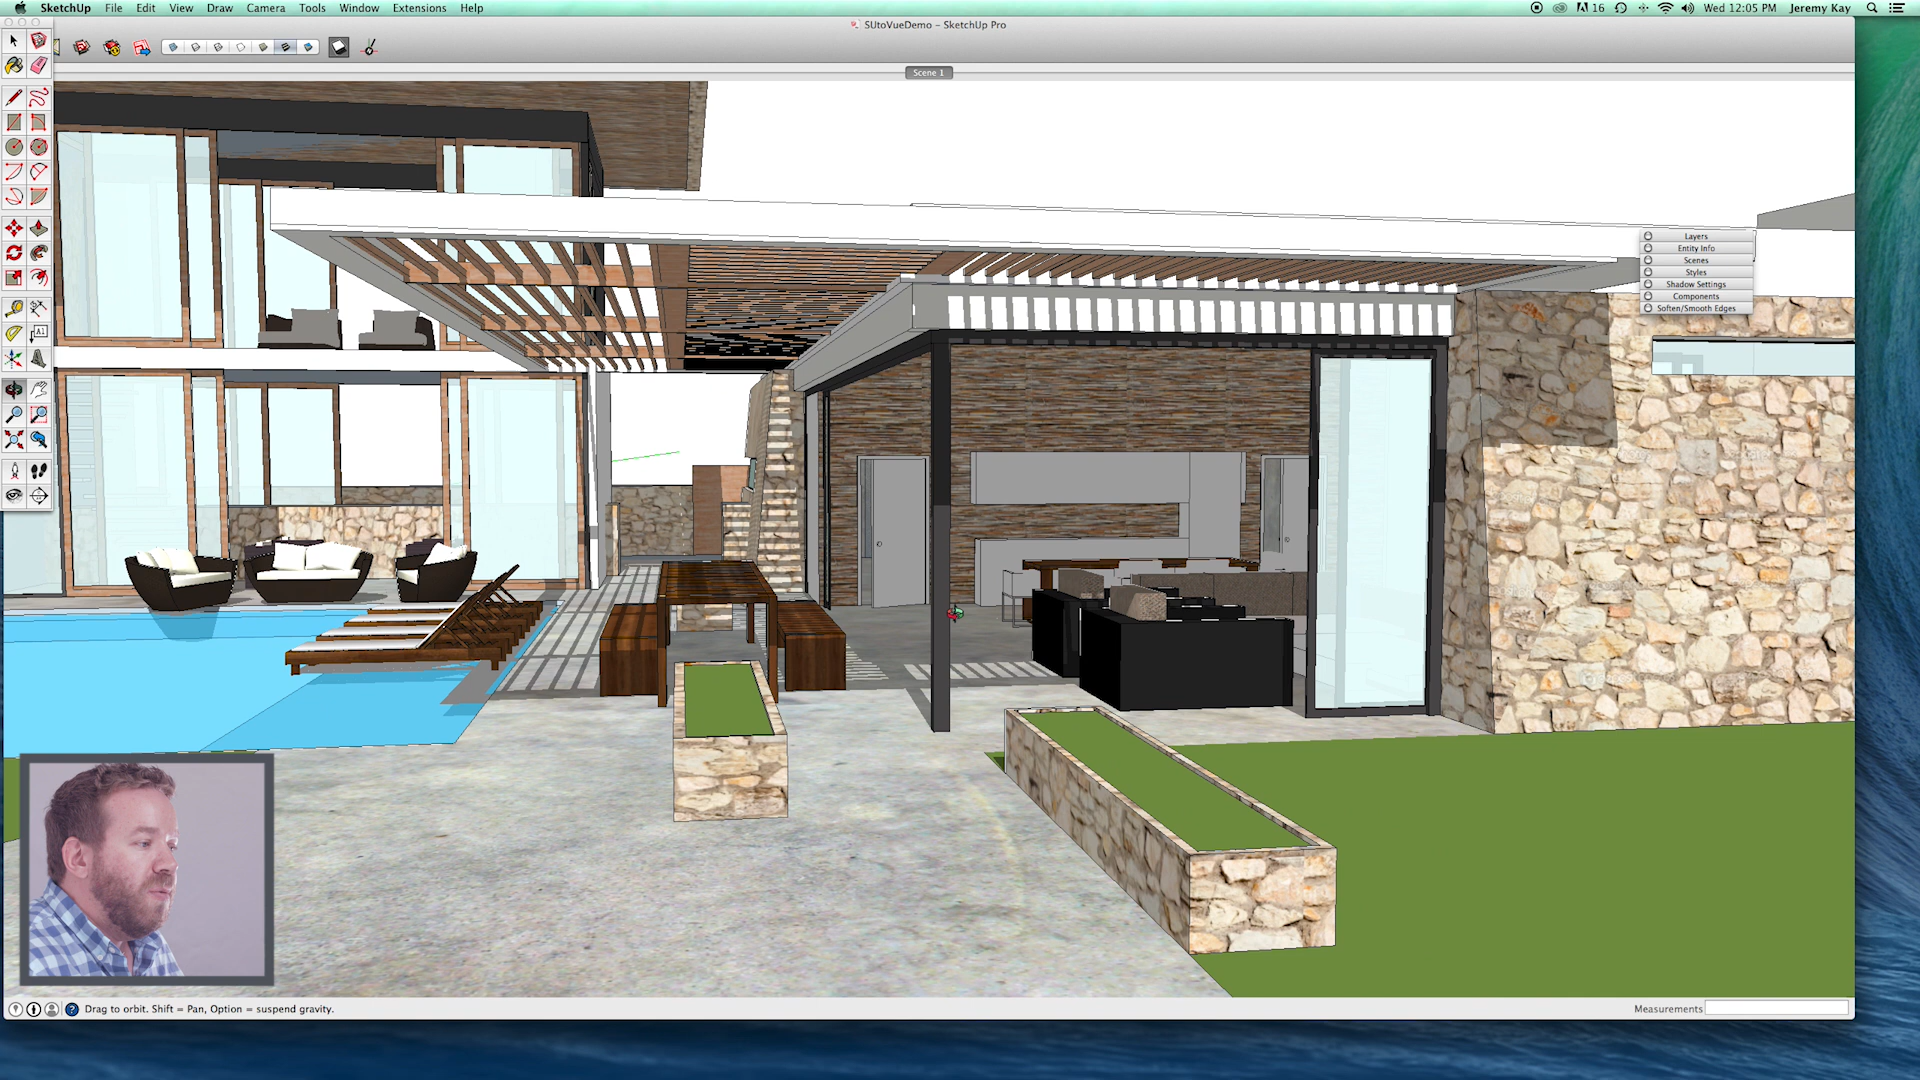 SketchUp File Edit View Draw Camera Tools Window Extensions Help 16 Wed 12:05 PM Jeremy Kay
SUtoVueDemo - SketchUp Pro
Scene 1
Layers
Entity Info
Scenes
Styles
Shadow Settings
Components
Soften/Smooth Edges
A1
Drag to orbit. Shift = Pan, Option = suspend gravity.
Measurements